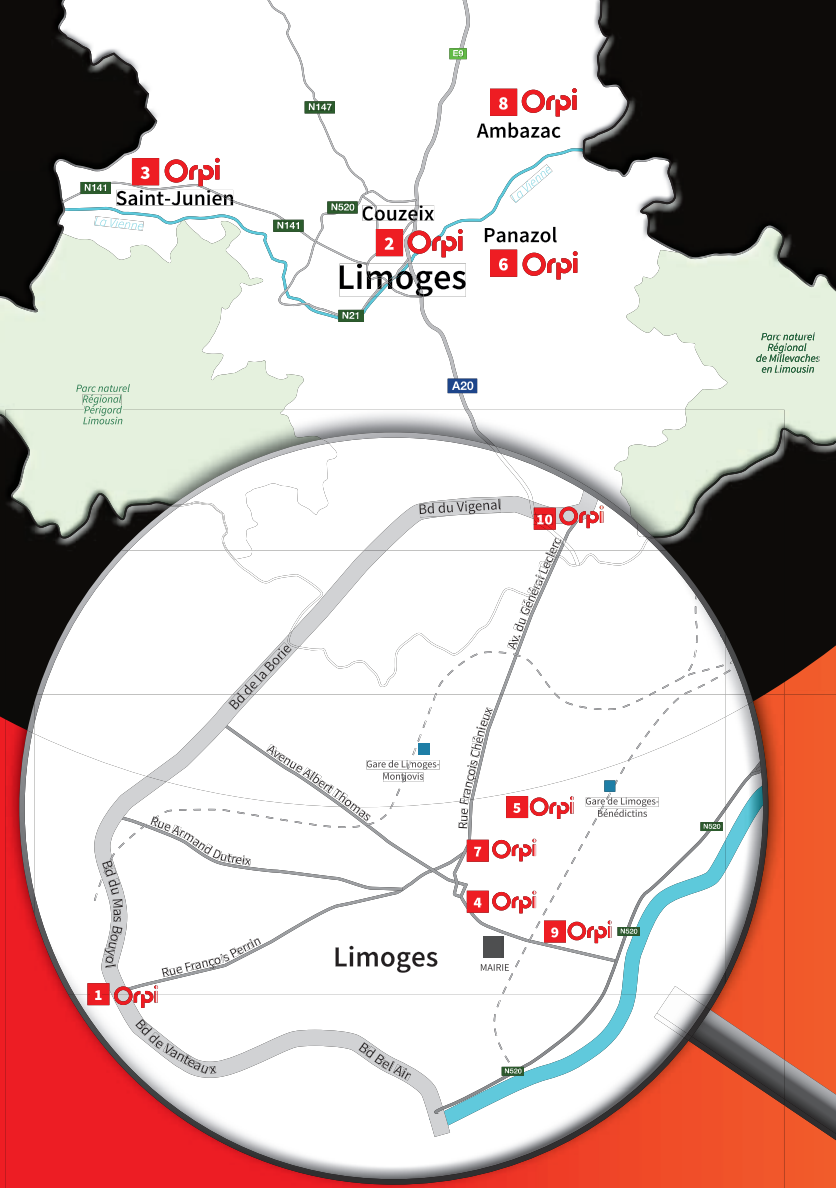 E9
N147
8 Orpi
Ambazac
3 Orpi
N141
Saint-Junien
La Vienne
La Vienne
N520
Couzeix
N141
2 Orpi
Panazol
Limoges
6 Orpi
N21
Parc naturel
Régional
de Millevaches
en Limousin
A20
Parc naturel
Régional
Périgord
Limousin
Bd du Vigenal
10 Orpi
Av. du Général Leclerc
Bd de la Borie
Rue François Chénieux
Avenue Albert Thomas
Gare de Limoges-
Montjovis
5 Orpi
Gare de Limoges-
Bénédictins
Rue Armand Dutreix
N520
7 Orpi
Bd du Mas Bouyol
4 Orpi
9 Orpi
N520
Rue François Perrin
Limoges
MAIRIE
1 Orpi
Bd de Vanteaux
Bd Bel Air
N520